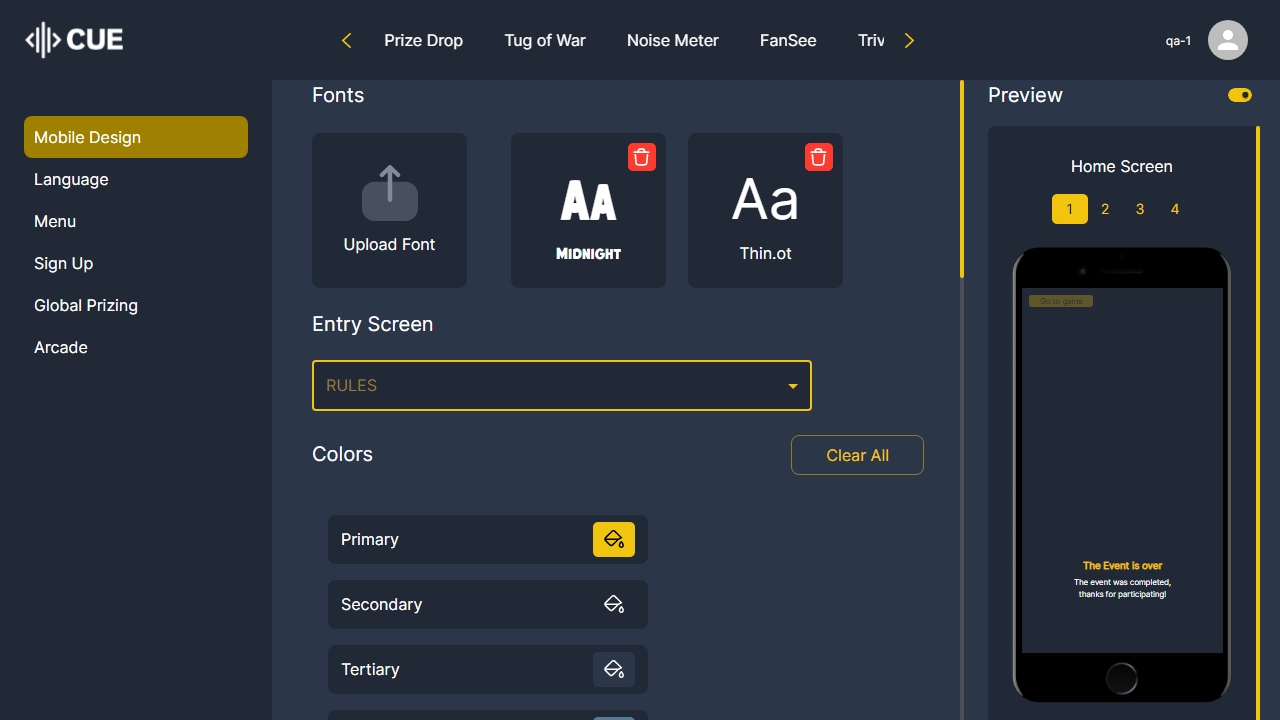 CUE
Prize Drop
Tug of War
Noise Meter
FanSee
Triv
qa-1
Mobile Design
Language
Menu
Sign Up
Global Prizing
Arcade
Fonts
Upload Font
AA
MIDNIGHT
Aa
Thin.ot
Entry Screen
RULES
Colors
Clear All
Primary
Secondary
Tertiary
Preview
Home Screen
1 2 3 4
Go to game
The Event is over
The event was completed,
thanks for participating!